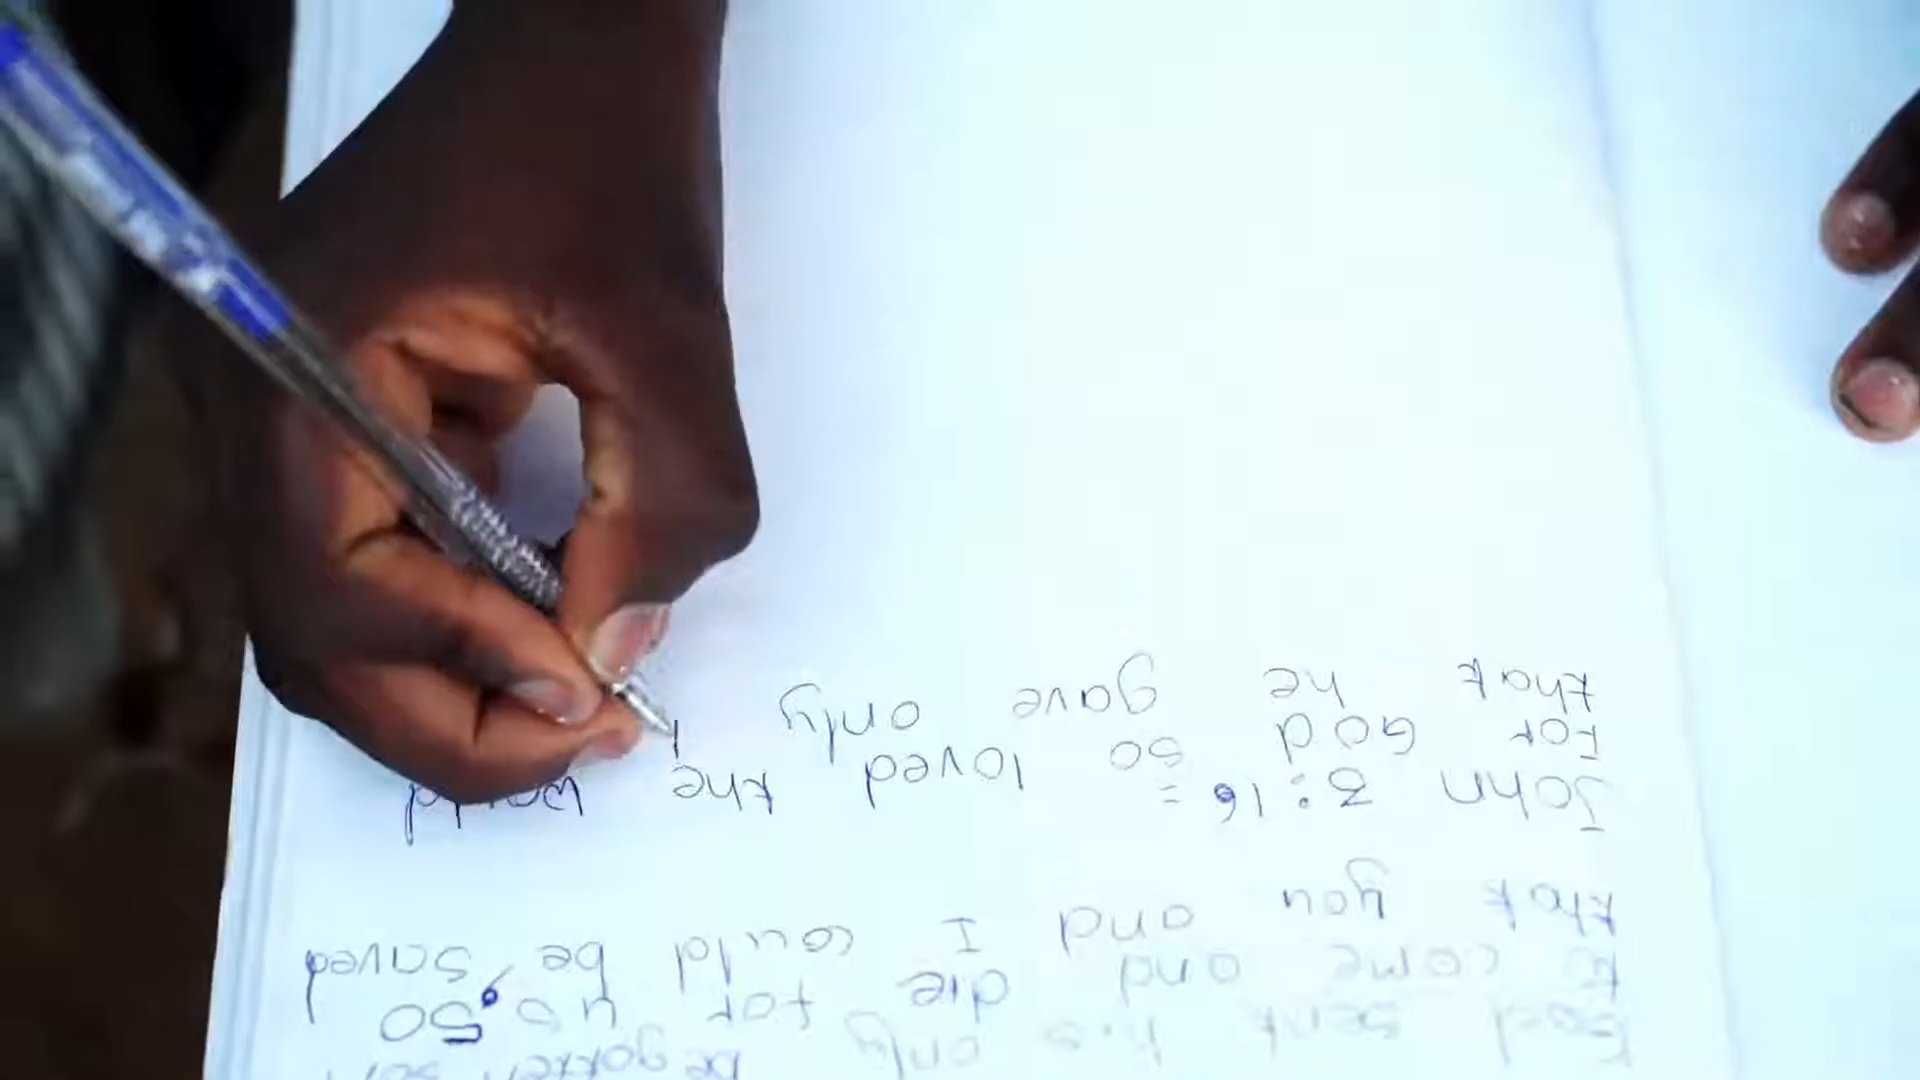 God sent his only begotten son
to come and die for us, so
that you and I could be saved
John 3:16 =
For God so loved the world
that he gave only